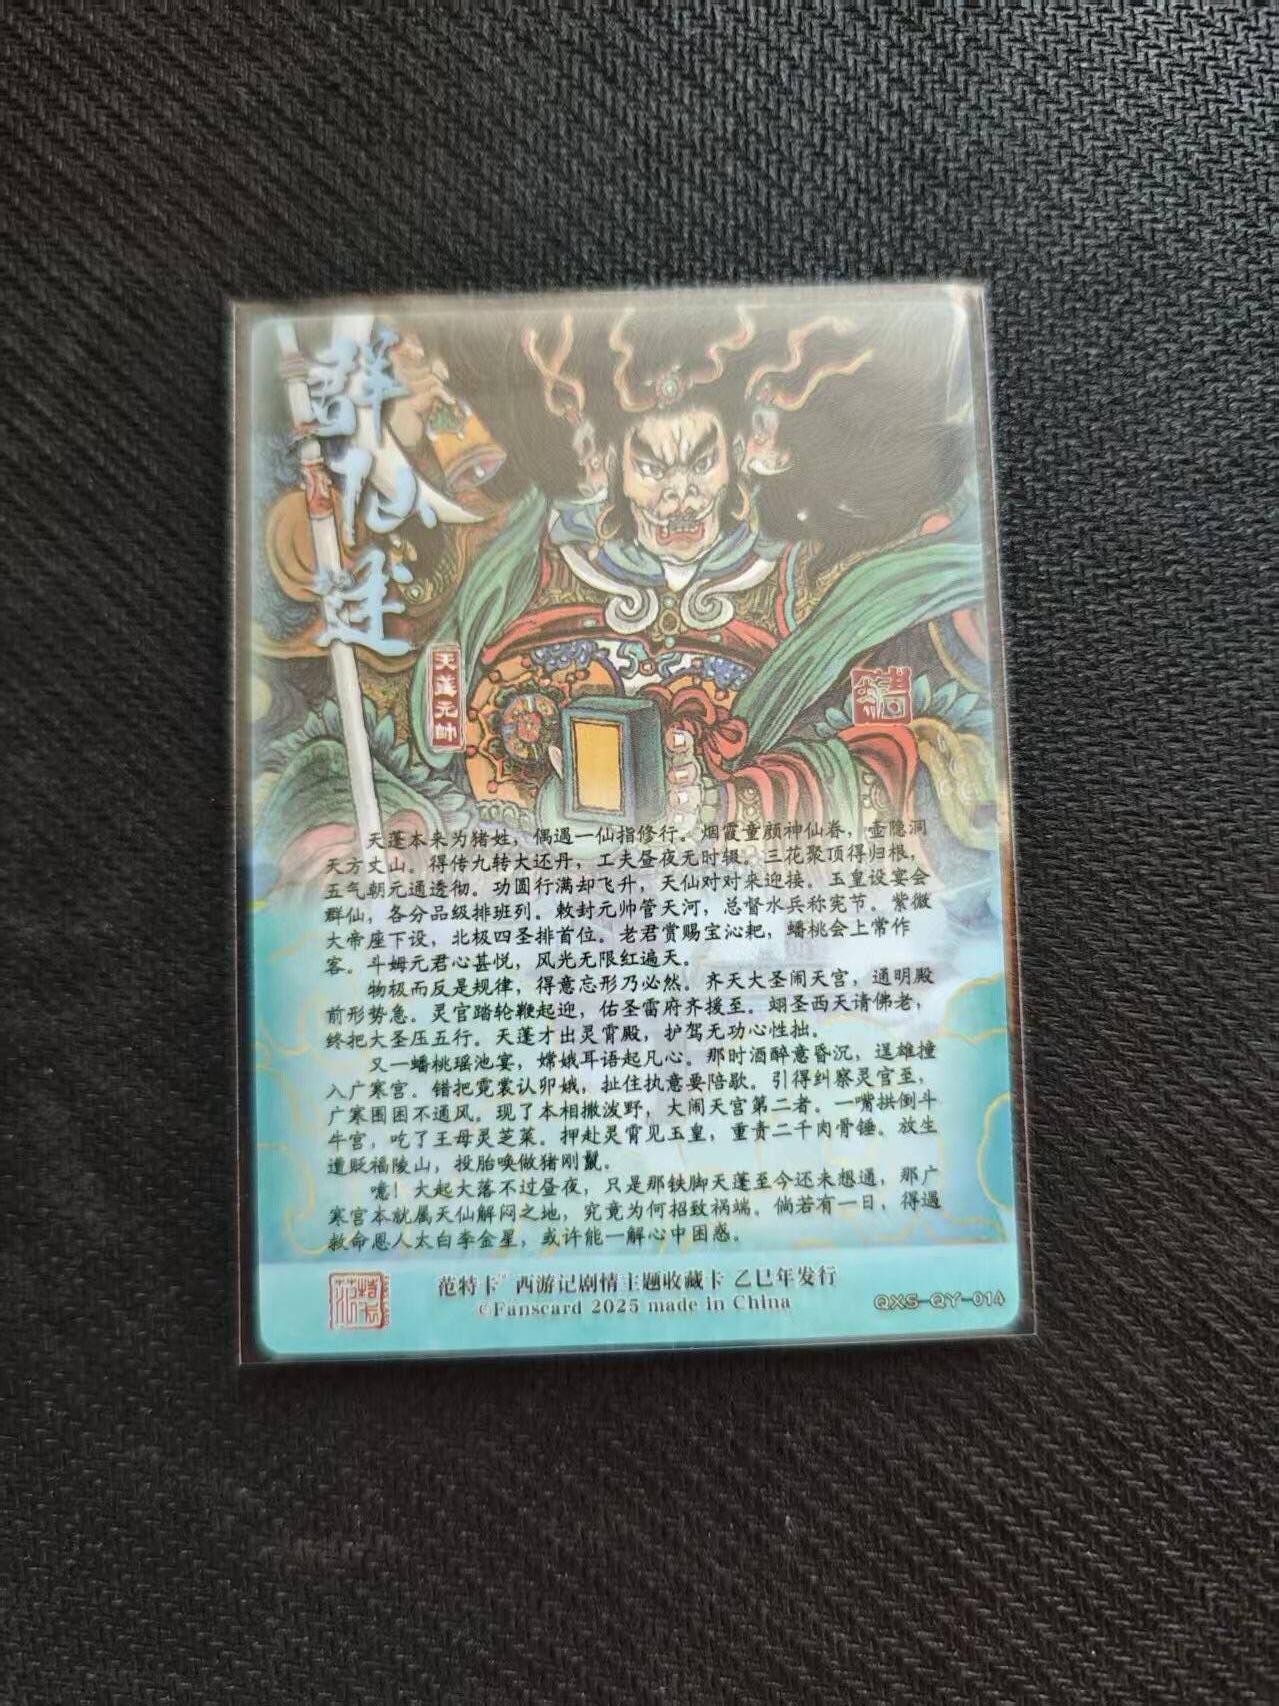 群仙谜
天蓬元帥
天蓬本来为猪姓，偶遇一仙指修行。烟霞童颜神仙眷，壶隐洞
天方丈山。得传九转大还丹，工夫昼夜无时辍。三花聚顶得归根，
五气朝元通透彻。功圆行满却飞升，天仙对对来迎接。玉皇设宴会
群仙，各分品级排班列。敕封元帅管天河，总督水兵称宪节。紫微
大帝座下设，北极四圣排首位。老君赏赐宝沁耙，蟠桃会上常作
客。斗姆元君心甚悦，风光无限红遍天。
物极而反是规律，得意忘形乃必然。齐天大圣闹天宫，通明殿
前形势急。灵官踏轮鞭起迎，佑圣雷府齐援至。翊圣西天请佛老，
终把大圣压五行。天蓬才出灵霄殿，护驾无功心性拙。
又一蟠桃瑶池宴，嫦娥耳语起凡心。那时酒醉意昏沉，逞雄撞
入广寒宫。错把霓裳认卯娥，扯住执意要陪歇。引得纠察灵官至，
广寒围困不通风。现了本相撒泼野，大闹天宫第二者。一嘴拱倒斗
牛宫，吃了王母灵芝菜。押赴灵霄见玉皇，重责二千肉骨锤。放生
遭贬福陵山，投胎唤做猪刚鬣。
噫！大起大落不过昼夜，只是那铁脚天蓬至今还未想通，那广
寒宫本就属天仙解闷之地，究竟为何招致祸端。倘若有一日，得遇
救命恩人太白李金星，或许能一解心中困惑。
范特卡 西游记剧情主题收藏卡 乙巳年发行
©Fanscard 2025 made in China
QXS-QY-014